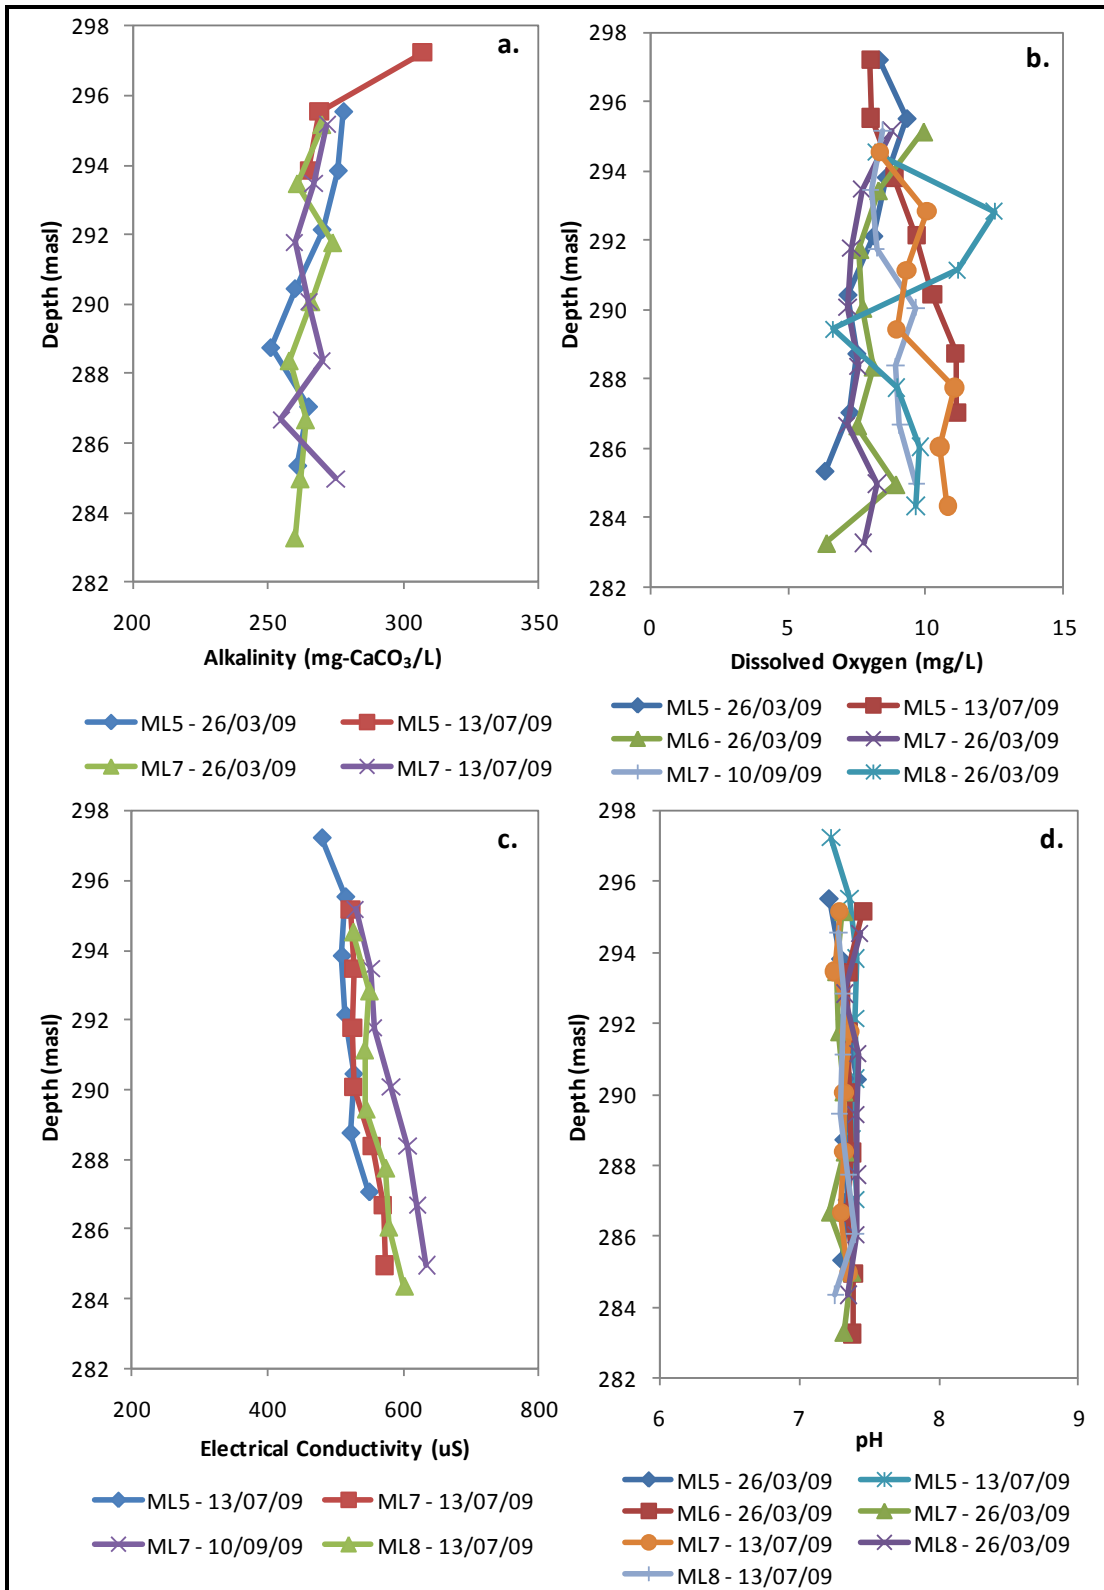 a.
298
296
294
292
290
288
286
284
282
Depth (masl)
200 250 300 350
Alkalinity (mg-CaCO₃/L)
ML5 - 26/03/09 ML5 - 13/07/09
ML7 - 26/03/09 ML7 - 13/07/09
b.
298
296
294
292
290
288
286
284
282
Depth (masl)
0 5 10 15
Dissolved Oxygen (mg/L)
ML5 - 26/03/09 ML5 - 13/07/09
ML6 - 26/03/09 ML7 - 26/03/09
ML7 - 10/09/09 ML8 - 26/03/09
c.
298
296
294
292
290
288
286
284
282
Depth (masl)
200 400 600 800
Electrical Conductivity (uS)
ML5 - 13/07/09 ML7 - 13/07/09
ML7 - 10/09/09 ML8 - 13/07/09
d.
298
296
294
292
290
288
286
284
282
Depth (masl)
6 7 8 9
pH
ML5 - 26/03/09 ML5 - 13/07/09
ML6 - 26/03/09 ML7 - 26/03/09
ML7 - 13/07/09 ML8 - 26/03/09
ML8 - 13/07/09